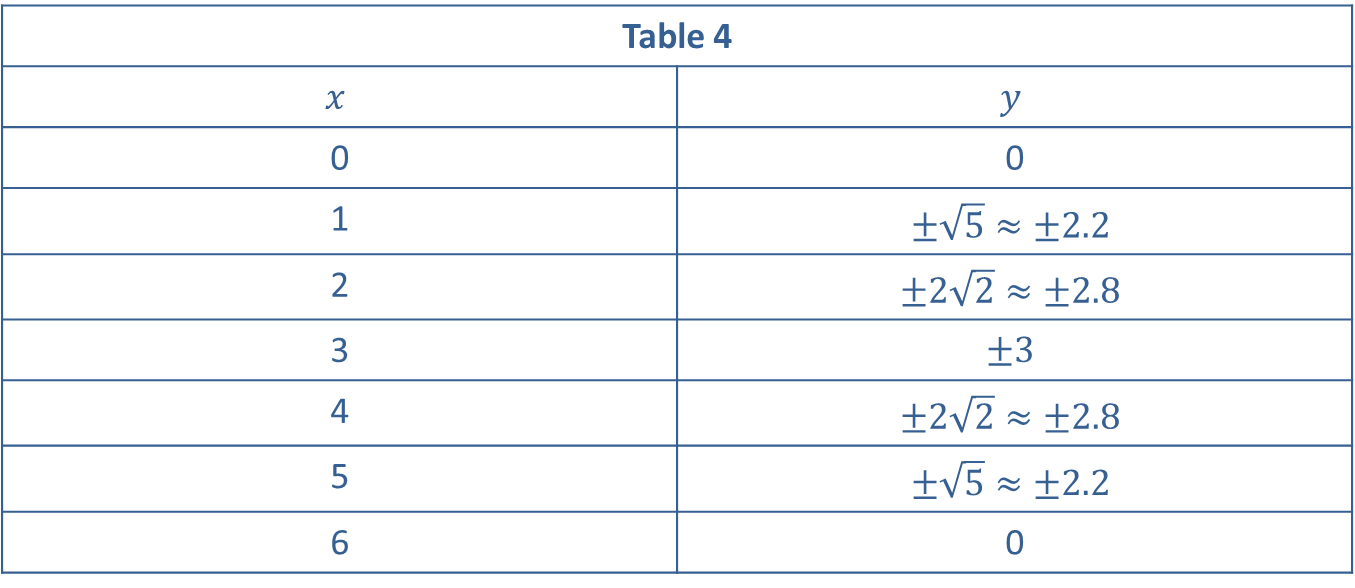 Table 4
x y
0 0
1 ±√5 ≈ ±2.2
2 ±2√2 ≈ ±2.8
3 ±3
4 ±2√2 ≈ ±2.8
5 ±√5 ≈ ±2.2
6 0